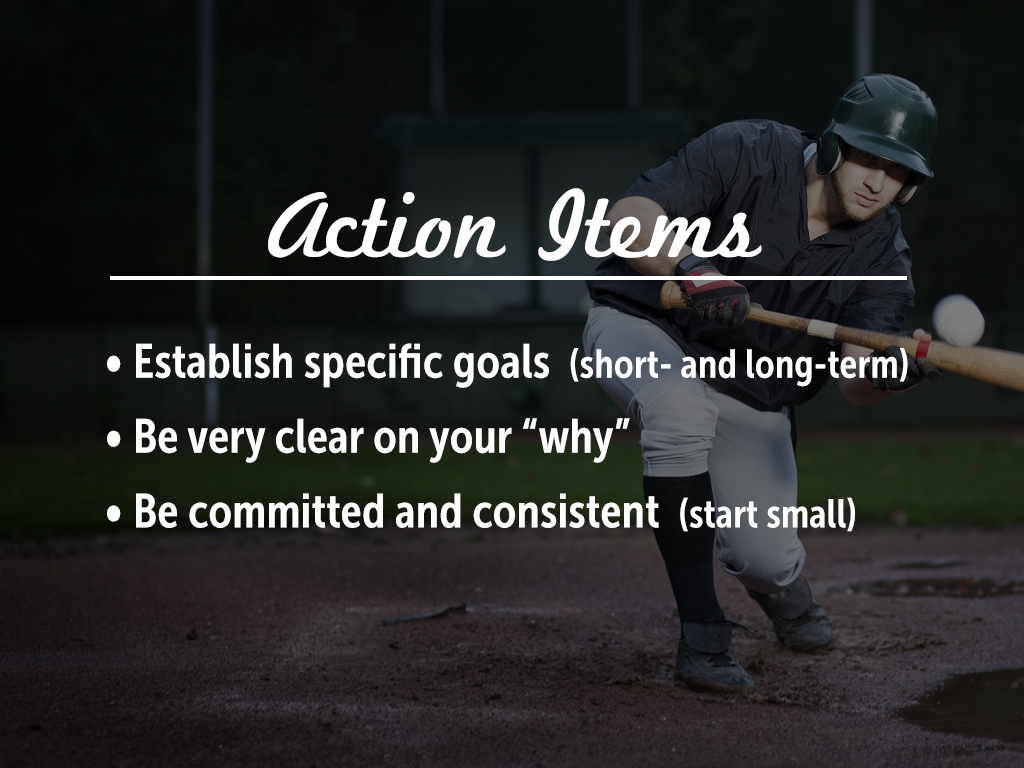 Action Items
• Establish specific goals (short- and long-term)
• Be very clear on your “why”
• Be committed and consistent (start small)